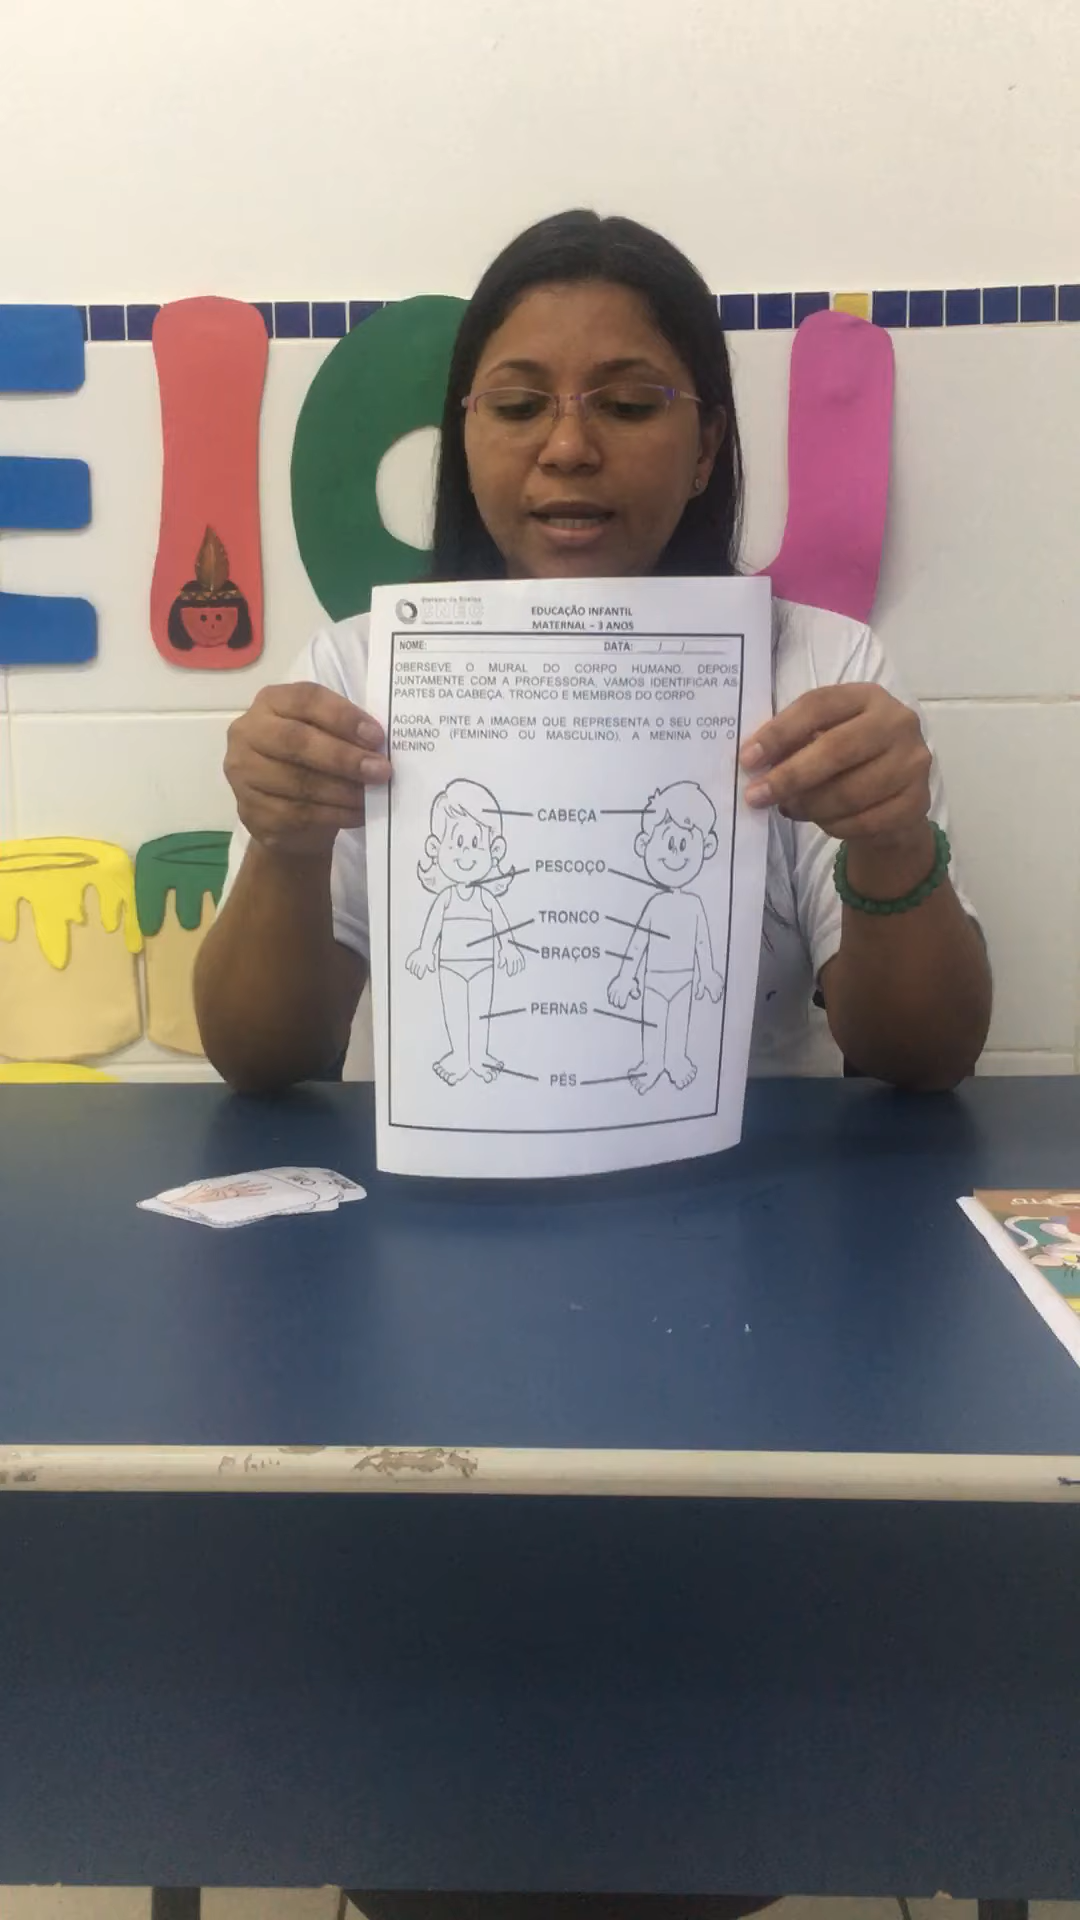 E I O U
CNEC
EDUCAÇÃO INFANTIL
MATERNAL – 3 ANOS
NOME: DATA: / /
OBERSEVE O MURAL DO CORPO HUMANO. DEPOIS
JUNTAMENTE COM A PROFESSORA, VAMOS IDENTIFICAR AS
PARTES DA CABEÇA, TRONCO E MEMBROS DO CORPO.
AGORA, PINTE A IMAGEM QUE REPRESENTA O SEU CORPO
HUMANO (FEMININO OU MASCULINO), A MENINA OU O
MENINO
CABEÇA
PESCOÇO
TRONCO
BRAÇOS
PERNAS
PÉS